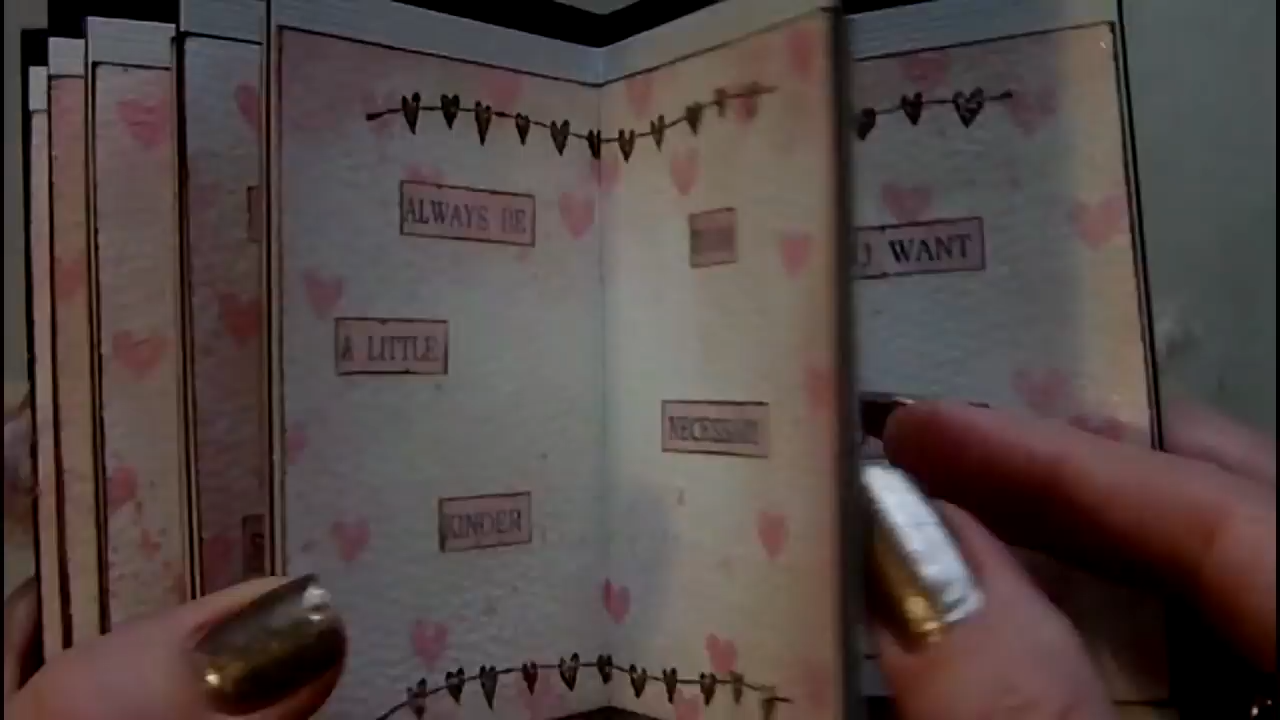 ALWAYS BE
A LITTLE
KINDER
NECESSARY
U WANT